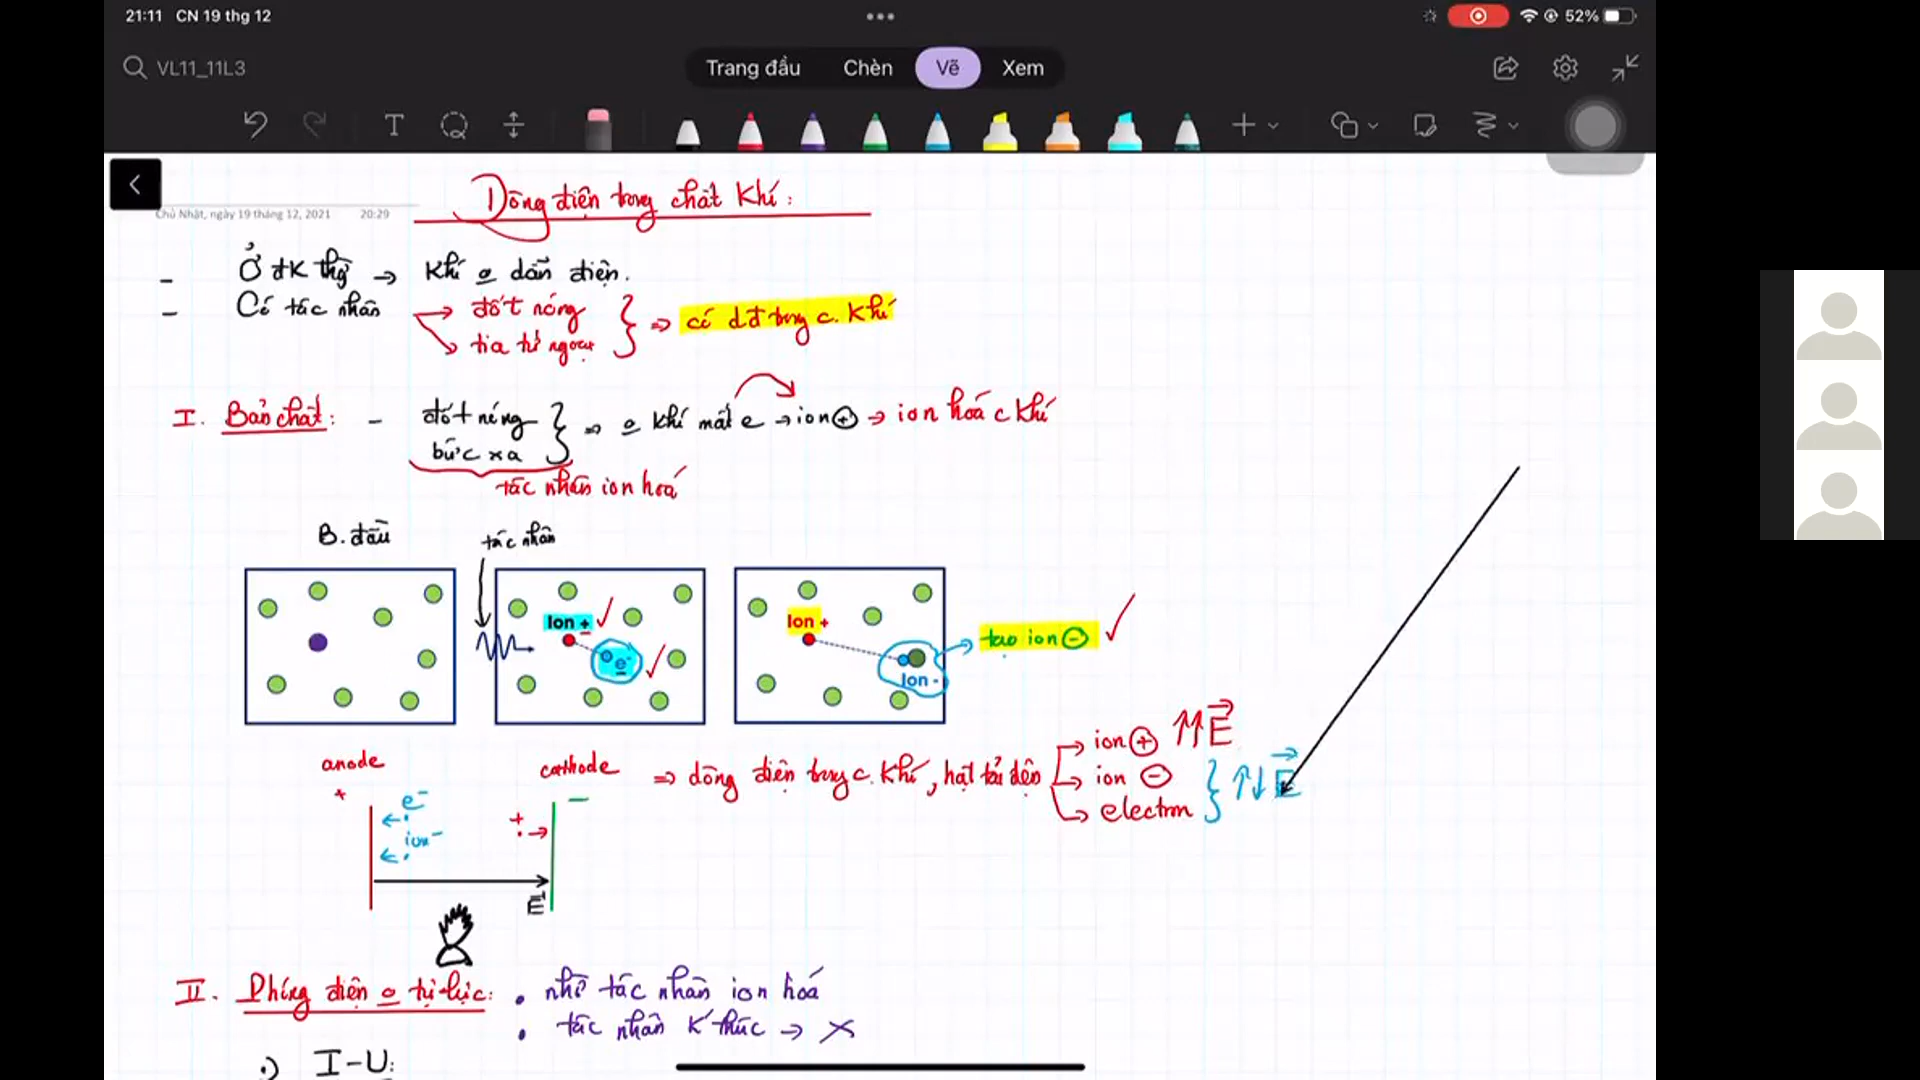 21:11 CN 19 thg 12
52%
VL11_11L3
Trang đầu Chèn Vẽ Xem
T
Dòng điện trong chất khí:
Chủ Nhật, ngày 19 tháng 12, 2021 20:29
- Ở đk thg → khí o dẫn điện.
- Có tác nhân → đốt nóng } ⇒ có dđ trong c. khí
tia tử ngoại
I. Bản chất: - đốt nóng } ⇒ o khí mất e → ion ⊕ → ion hoá c khí
bức xạ
tác nhân ion hoá
B. đầu tác nhân
Ion + e⁻
Ion + Ion - tạo ion ⊖
anode + cathode −
⇒ dòng điện trong c. khí, hạt tải điện
ion ⊕ ↑↑ E
ion ⊖ } ↑↓ E
electron
e⁻
ion⁻
+
E
II. Phóng điện o tự lực: • nhờ tác nhân ion hoá
• tác nhân k thúc → X
.) I-U: